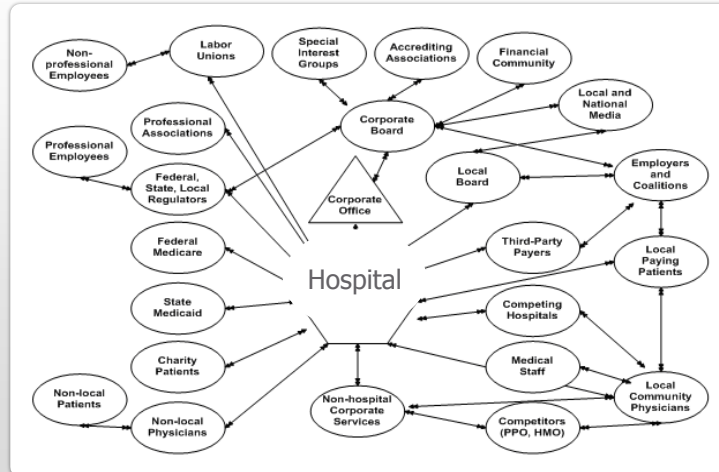 Non-
professional
Employees
Labor
Unions
Special
Interest
Groups
Accrediting
Associations
Financial
Community
Local and
National
Media
Professional
Associations
Corporate
Board
Professional
Employees
Federal,
State, Local
Regulators
Local
Board
Employers
and
Coalitions
Corporate
Office
Federal
Medicare
Third-Party
Payers
Local
Paying
Patients
Hospital
State
Medicaid
Competing
Hospitals
Charity
Patients
Medical
Staff
Non-local
Patients
Non-local
Physicians
Non-hospital
Corporate
Services
Competitors
(PPO, HMO)
Local
Community
Physicians